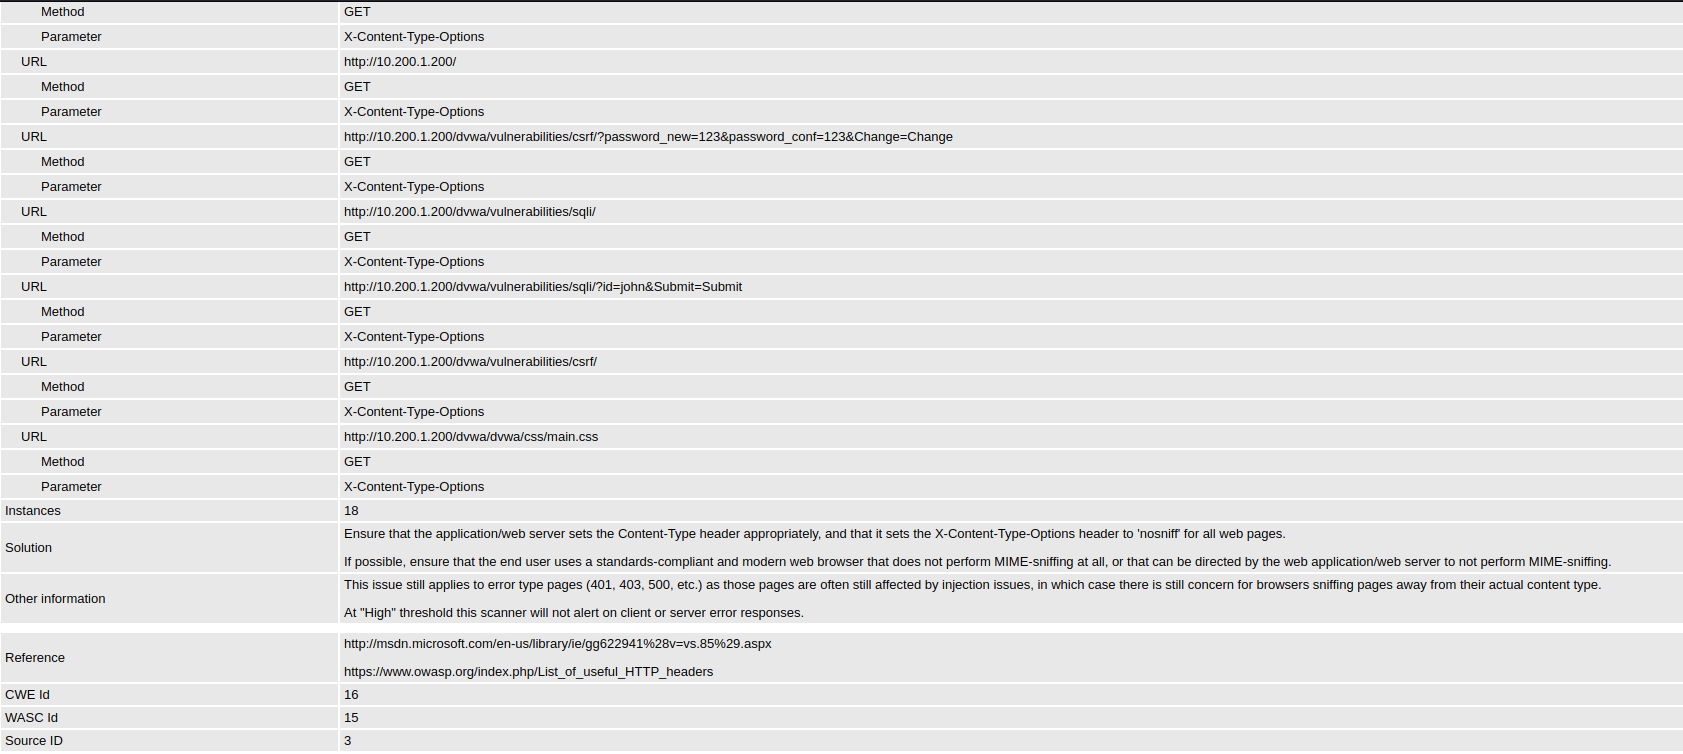 Method GET
Parameter X-Content-Type-Options
URL http://10.200.1.200/
Method GET
Parameter X-Content-Type-Options
URL http://10.200.1.200/dvwa/vulnerabilities/csrf/?password_new=123&password_conf=123&Change=Change
Method GET
Parameter X-Content-Type-Options
URL http://10.200.1.200/dvwa/vulnerabilities/sqli/
Method GET
Parameter X-Content-Type-Options
URL http://10.200.1.200/dvwa/vulnerabilities/sqli/?id=john&Submit=Submit
Method GET
Parameter X-Content-Type-Options
URL http://10.200.1.200/dvwa/vulnerabilities/csrf/
Method GET
Parameter X-Content-Type-Options
URL http://10.200.1.200/dvwa/dvwa/css/main.css
Method GET
Parameter X-Content-Type-Options
Instances 18
Solution
Ensure that the application/web server sets the Content-Type header appropriately, and that it sets the X-Content-Type-Options header to 'nosniff' for all web pages.
If possible, ensure that the end user uses a standards-compliant and modern web browser that does not perform MIME-sniffing at all, or that can be directed by the web application/web server to not perform MIME-sniffing.
Other information
This issue still applies to error type pages (401, 403, 500, etc.) as those pages are often still affected by injection issues, in which case there is still concern for browsers sniffing pages away from their actual content type.
At "High" threshold this scanner will not alert on client or server error responses.
Reference
http://msdn.microsoft.com/en-us/library/ie/gg622941%28v=vs.85%29.aspx
https://www.owasp.org/index.php/List_of_useful_HTTP_headers
CWE Id 16
WASC Id 15
Source ID 3